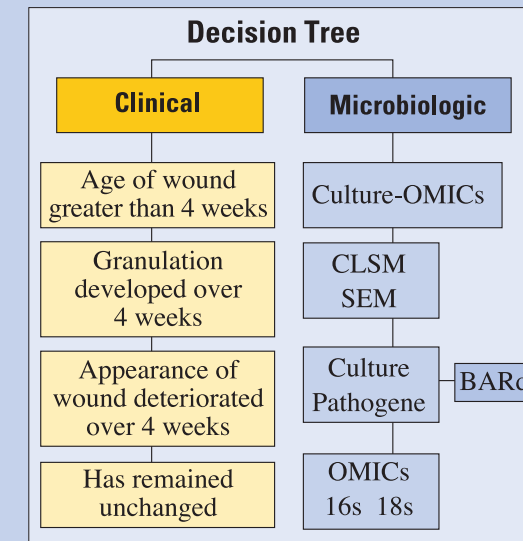 Decision Tree
Clinical
Age of wound
greater than 4 weeks
Granulation
developed over
4 weeks
Appearance of
wound deteriorated
over 4 weeks
Has remained
unchanged
Microbiologic
Culture-OMICs
CLSM
SEM
Culture
Pathogene
BARd
OMICs
16s 18s